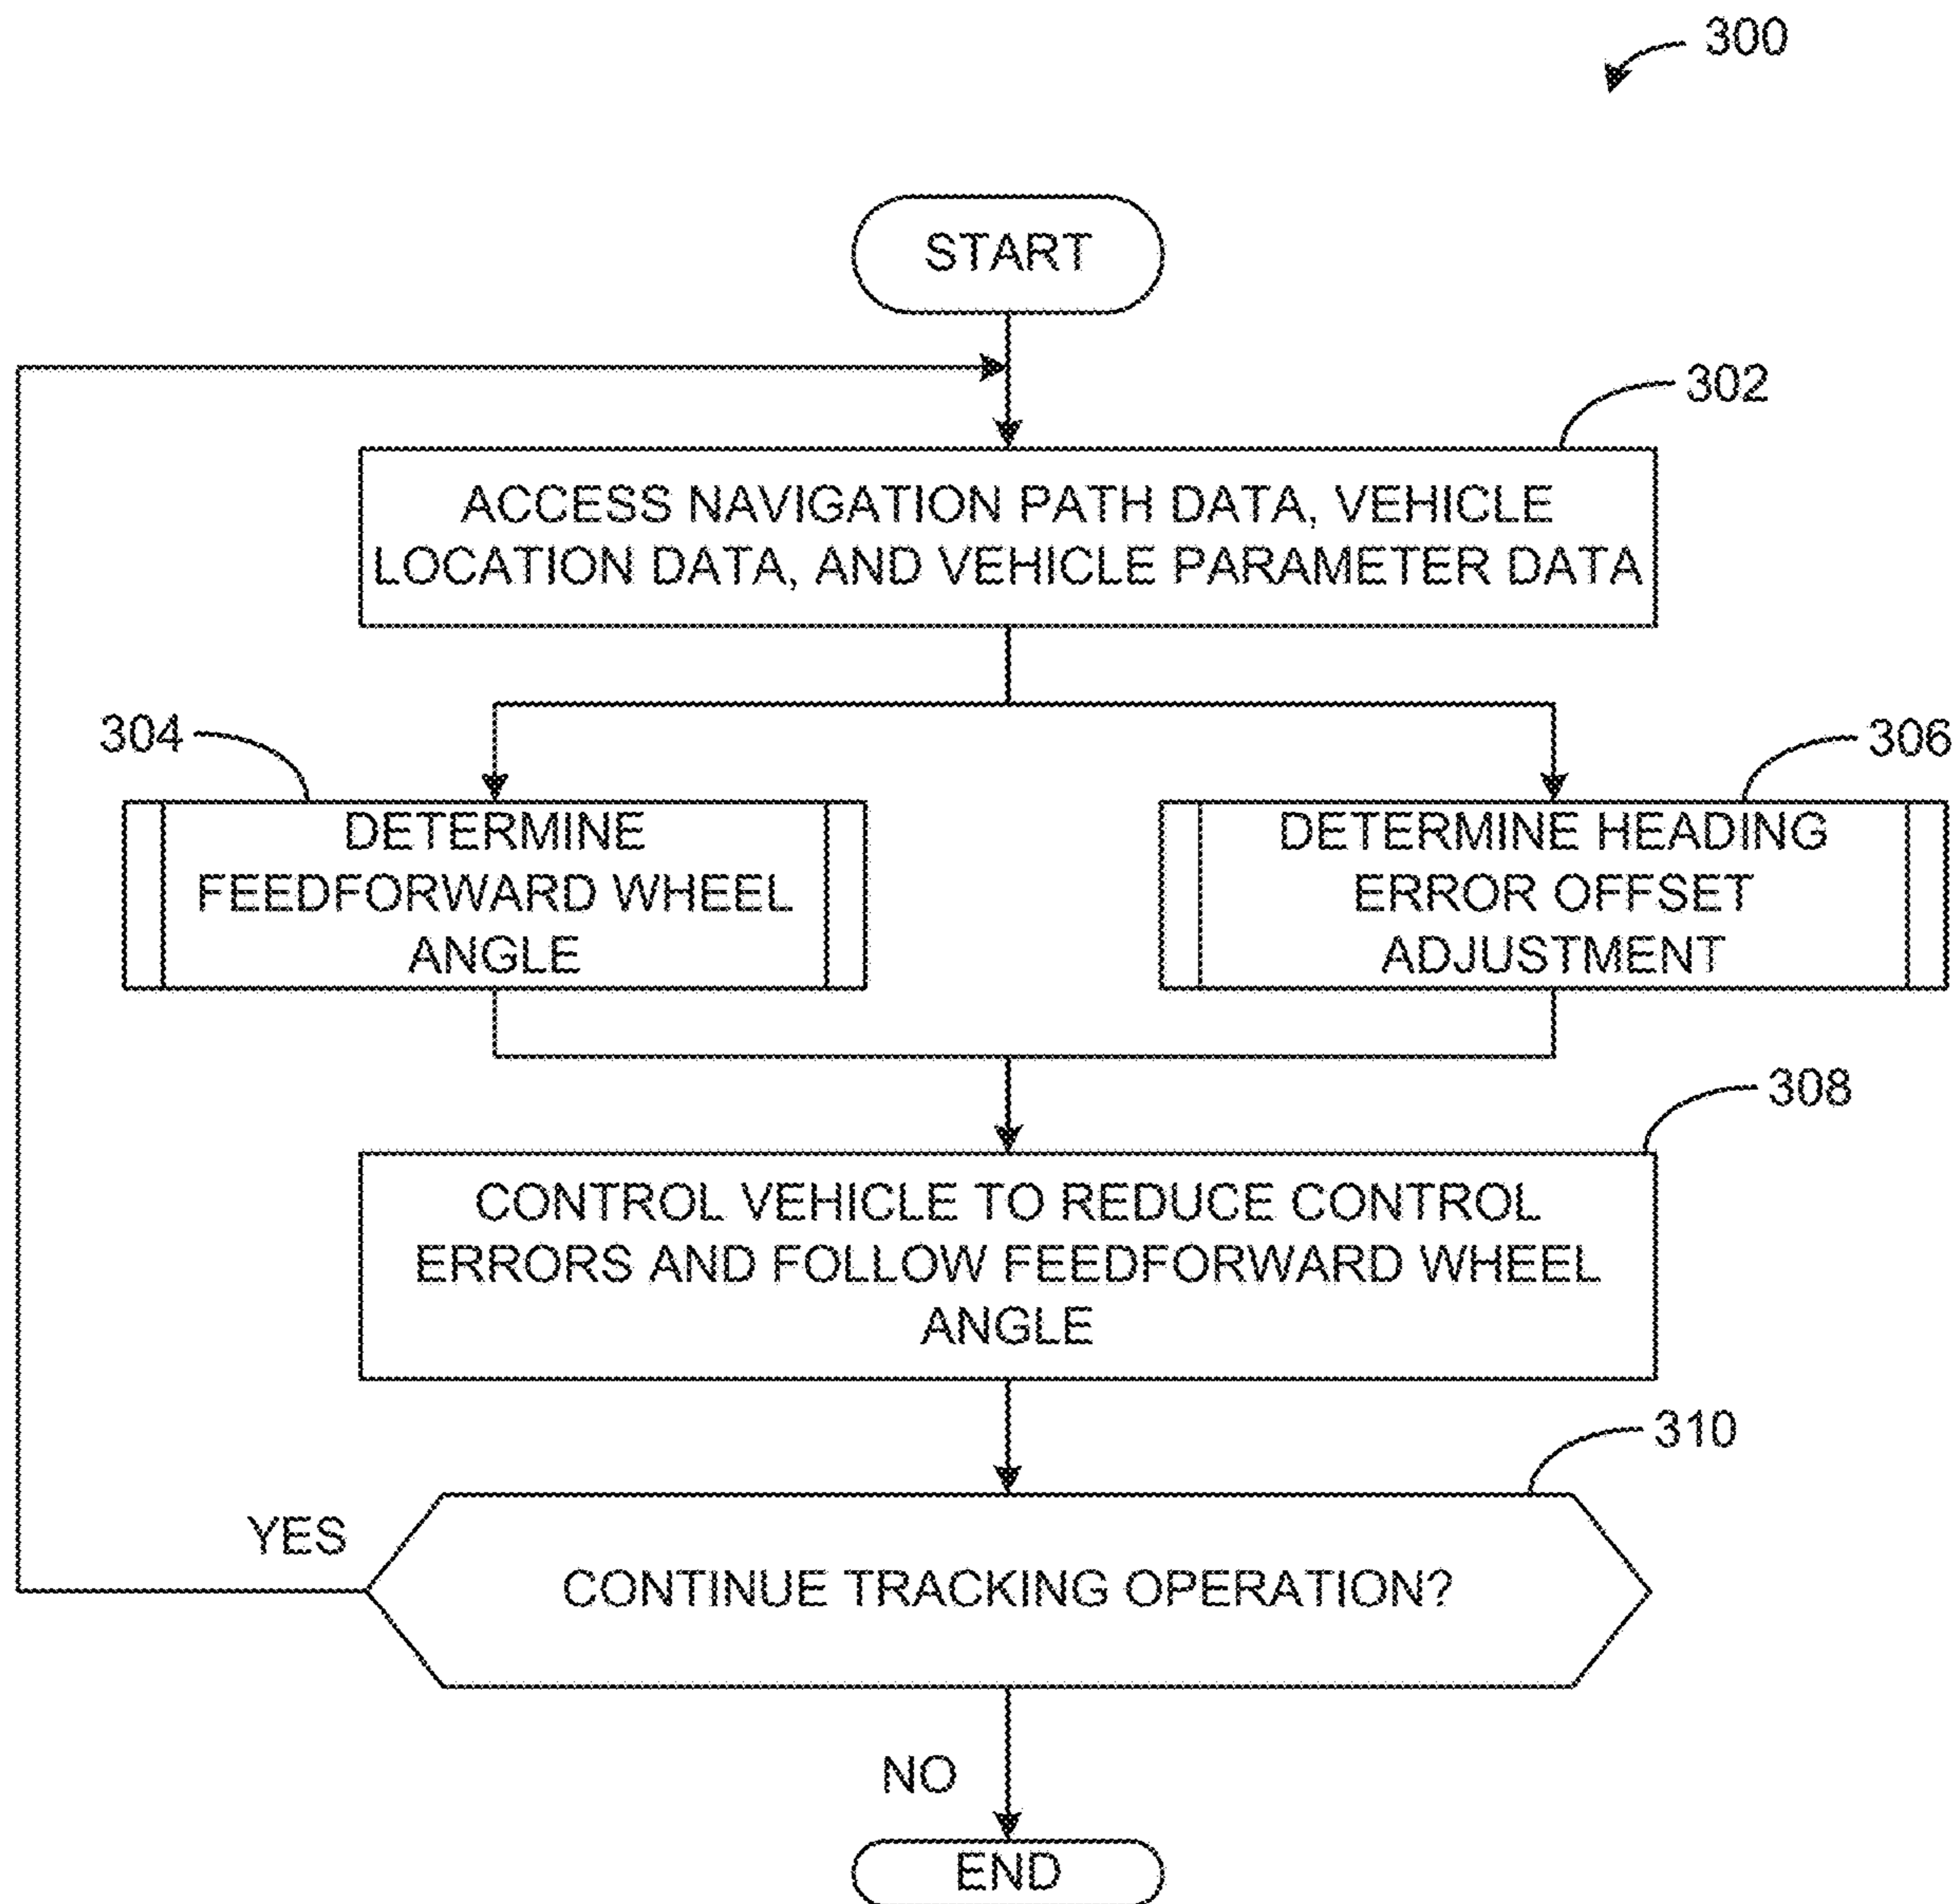 300
START
302
ACCESS NAVIGATION PATH DATA, VEHICLE
LOCATION DATA, AND VEHICLE PARAMETER DATA
304
306
DETERMINE
FEEDFORWARD WHEEL
ANGLE
DETERMINE HEADING
ERROR OFFSET
ADJUSTMENT
308
CONTROL VEHICLE TO REDUCE CONTROL
ERRORS AND FOLLOW FEEDFORWARD WHEEL
ANGLE
310
YES
CONTINUE TRACKING OPERATION?
NO
END